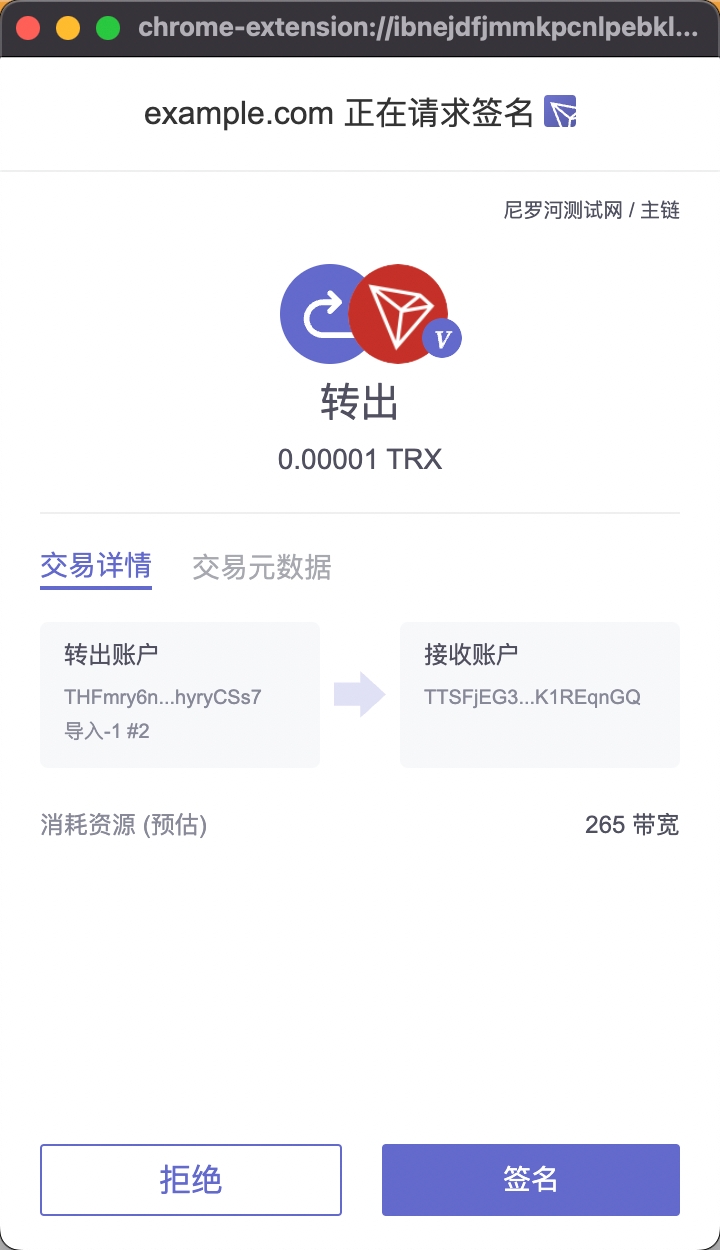 chrome-extension://ibnejdfjmmkpcnlpebkl...
example.com 正在请求签名
尼罗河测试网 / 主链
V
转出
0.00001 TRX
交易详情 交易元数据
转出账户
THFmry6n...hyryCSs7
导入-1 #2
接收账户
TTSFjEG3...K1REqnGQ
消耗资源 (预估) 265 带宽
拒绝 签名